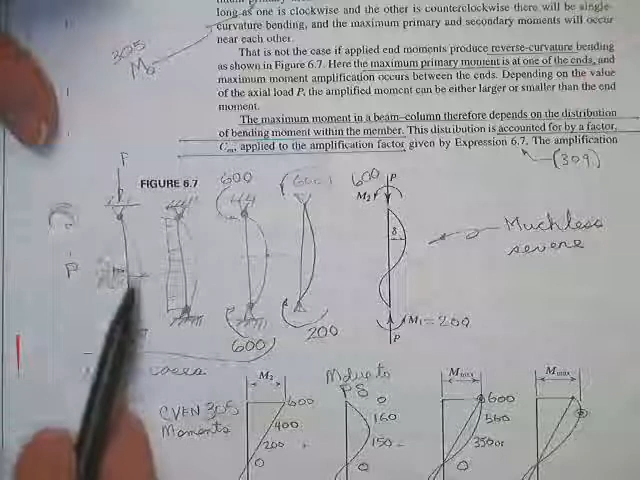 long as one is clockwise and the other is counterclockwise there will be single-
curvature bending, and the maximum primary and secondary moments will occur
near each other.
305
M₀
That is not the case if applied end moments produce reverse-curvature bending
as shown in Figure 6.7. Here the maximum primary moment is at one of the ends, and
maximum moment amplification occurs between the ends. Depending on the value
of the axial load P, the amplified moment can be either larger or smaller than the end
moment.
The maximum moment in a beam–column therefore depends on the distribution
of bending moment within the member. This distribution is accounted for by a factor,
Cm, applied to the amplification factor given by Expression 6.7. The amplification
(309)
P
FIGURE 6.7
600
600
600
P
M₂
δ
Much less
severe
P
600
200
M₁ = 200
P
cases
CVEN 305
Moments
M₂
600
400
200
0
M due to
Pδ
0
160
150
0
Mmax
600
560
350
0
Mmax